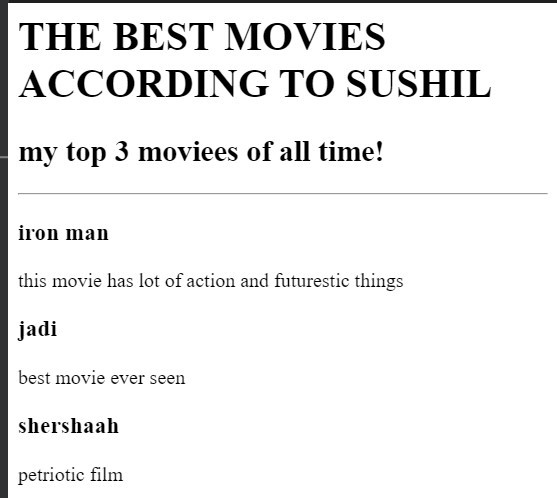 THE BEST MOVIES
ACCORDING TO SUSHIL
my top 3 moviees of all time!
iron man
this movie has lot of action and futurestic things
jadi
best movie ever seen
shershaah
petriotic film